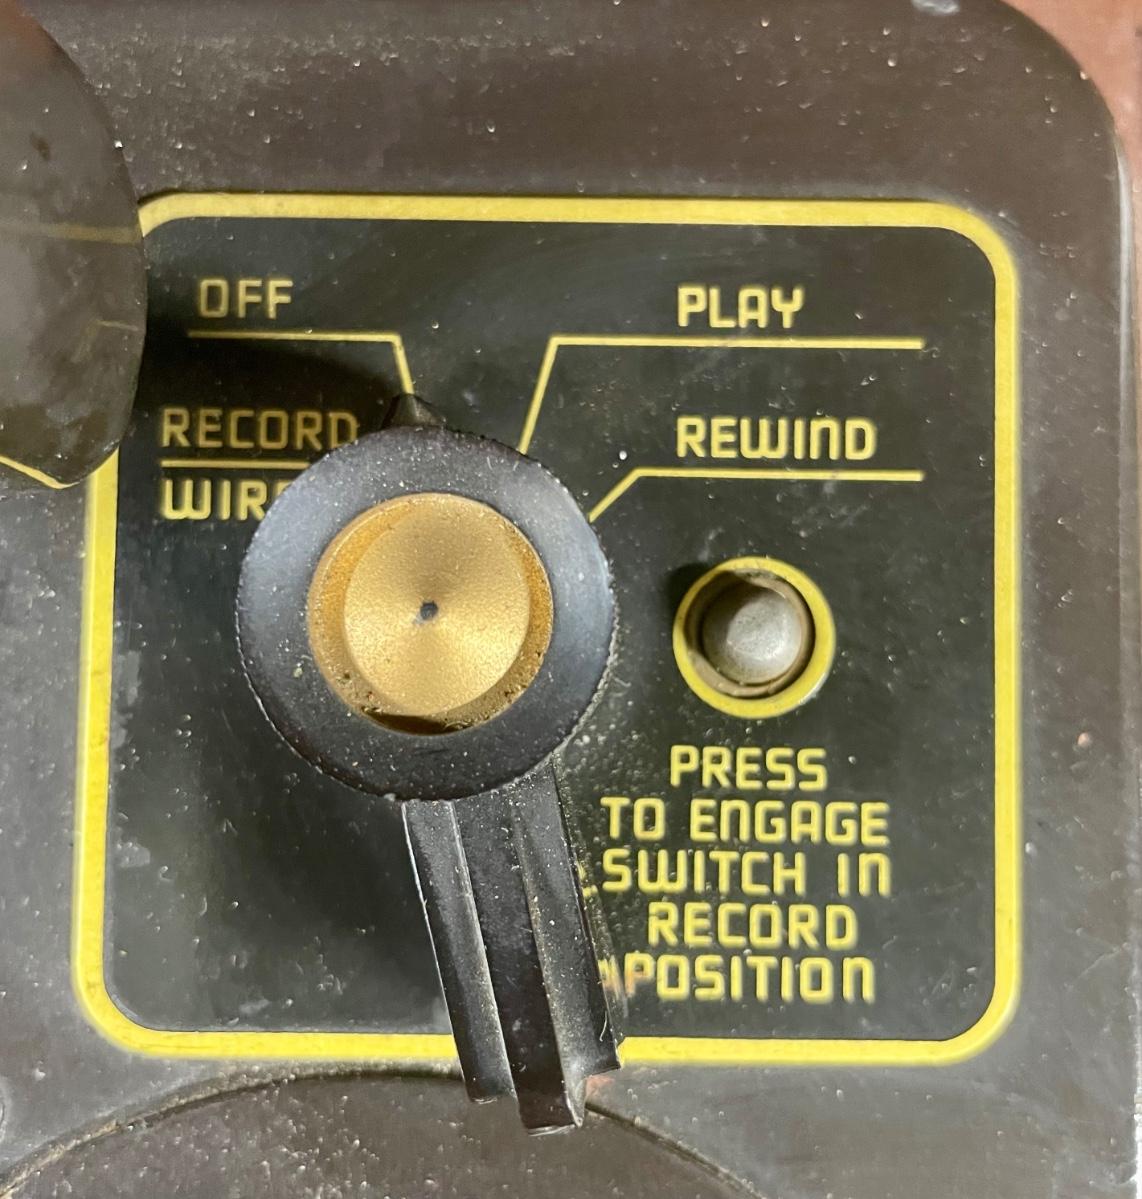 OFF
PLAY
RECORD
REWIND
PRESS
TO ENGAGE
SWITCH IN
RECORD
POSITION